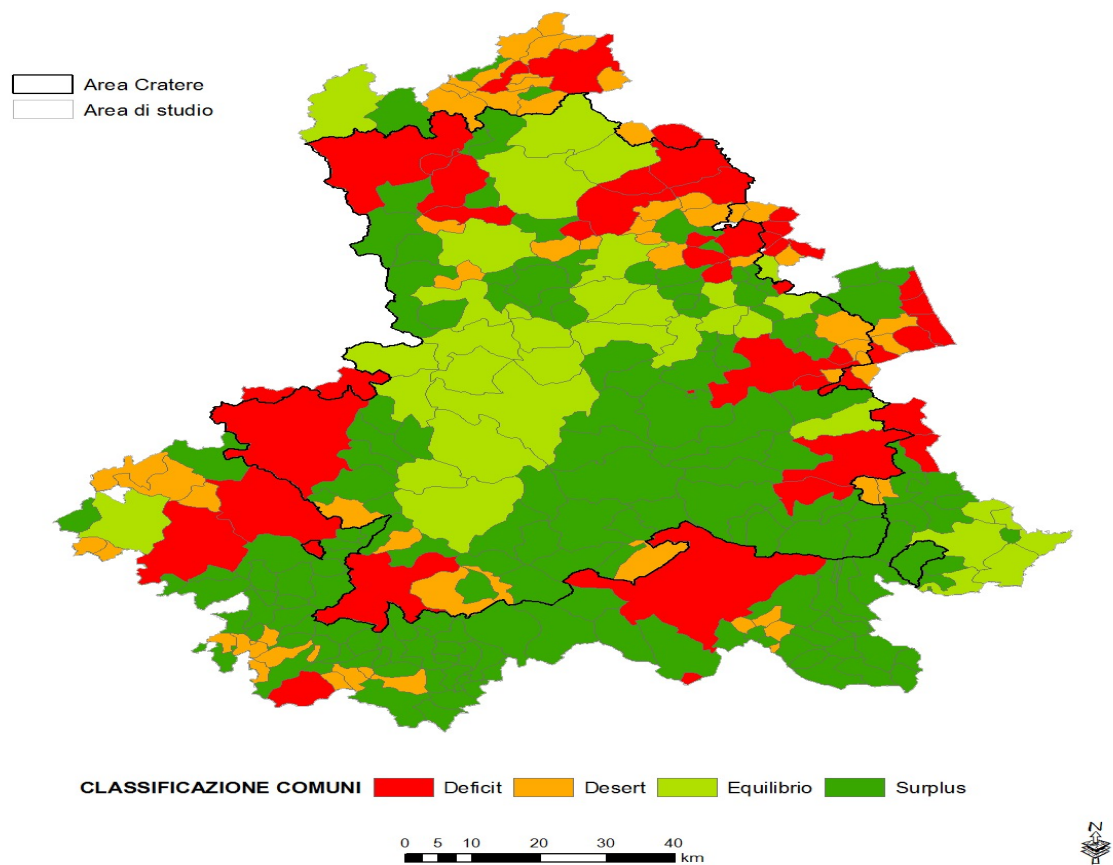 Area Cratere
Area di studio
CLASSIFICAZIONE COMUNI Deficit Desert Equilibrio Surplus
0 5 10 20 30 40
km
N